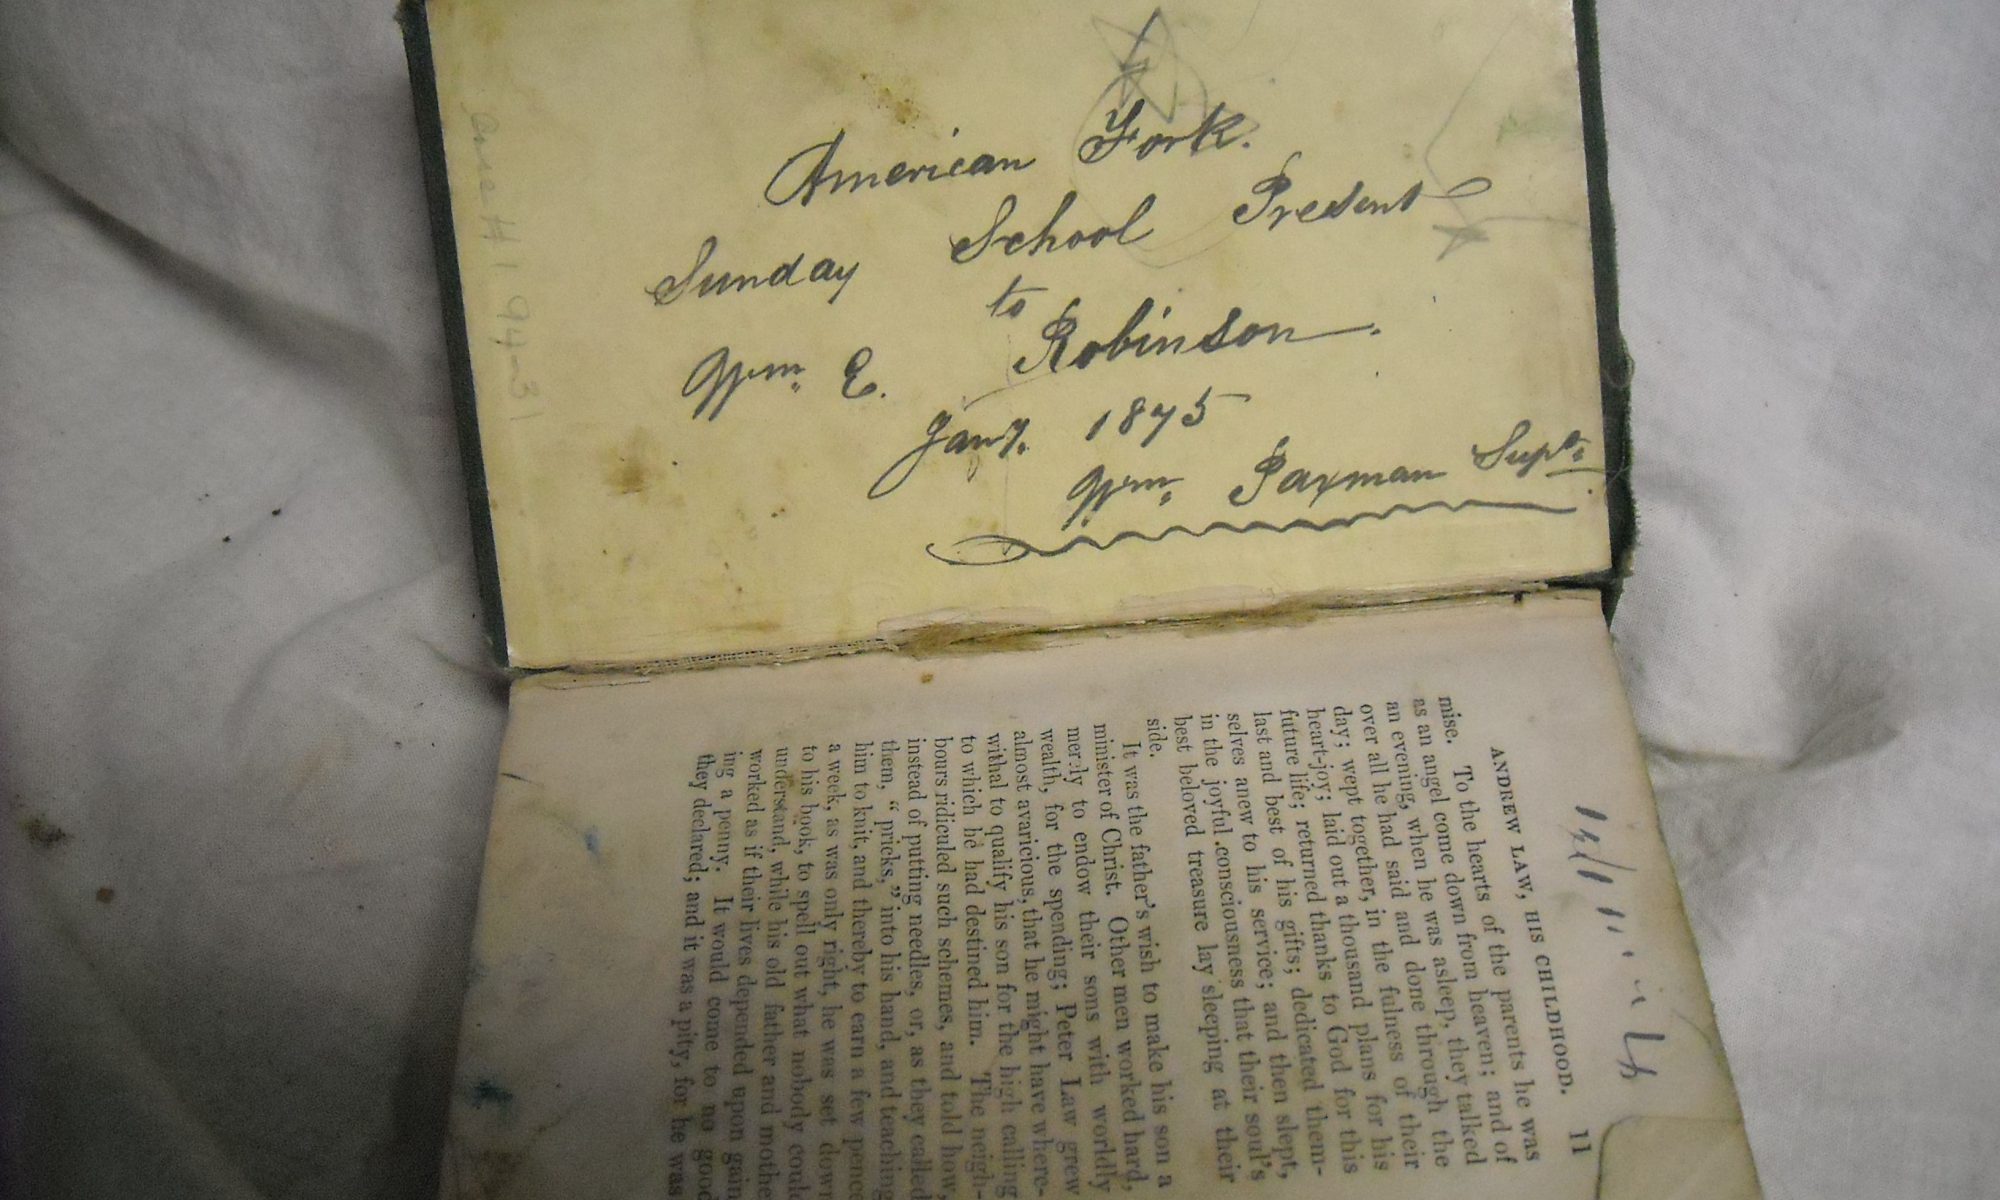 American Fork.
Sunday School Present
to
Wm. E. Robinson.
Jany. 1875
Wm. Paxman Supt.
ANDREW LAW, HIS CHILDHOOD. 11
mise. To the hearts of the parents he was
as an angel come down from heaven; and of
an evening, when he was asleep, they talked
over all he had said and done through the
day; wept together, in the fulness of their
heart-joy; laid out a thousand plans for his
future life; returned thanks to God for this
last and best of his gifts; dedicated them-
selves anew to his service; and then slept,
in the joyful consciousness that their soul's
best beloved treasure lay sleeping at their
side.
It was the father's wish to make his son a
minister of Christ. Other men worked hard,
merely to endow their sons with worldly
wealth, for the spending; Peter Law grew
almost avaricious, that he might have where-
withal to qualify his son for the high calling
to which he had destined him. The neigh-
bours ridiculed such schemes, and told how,
instead of putting needles, or, as they called
them, "pricks," into his hand, and teaching
him to knit, and thereby to earn a few pence
a week, as was only right, he was set down
to his book, to spell out what nobody could
understand, while his old father and mothe
worked as if their lives depended upon gain
ing a penny. It would come to no good
they declared; and it was a pity, for he was